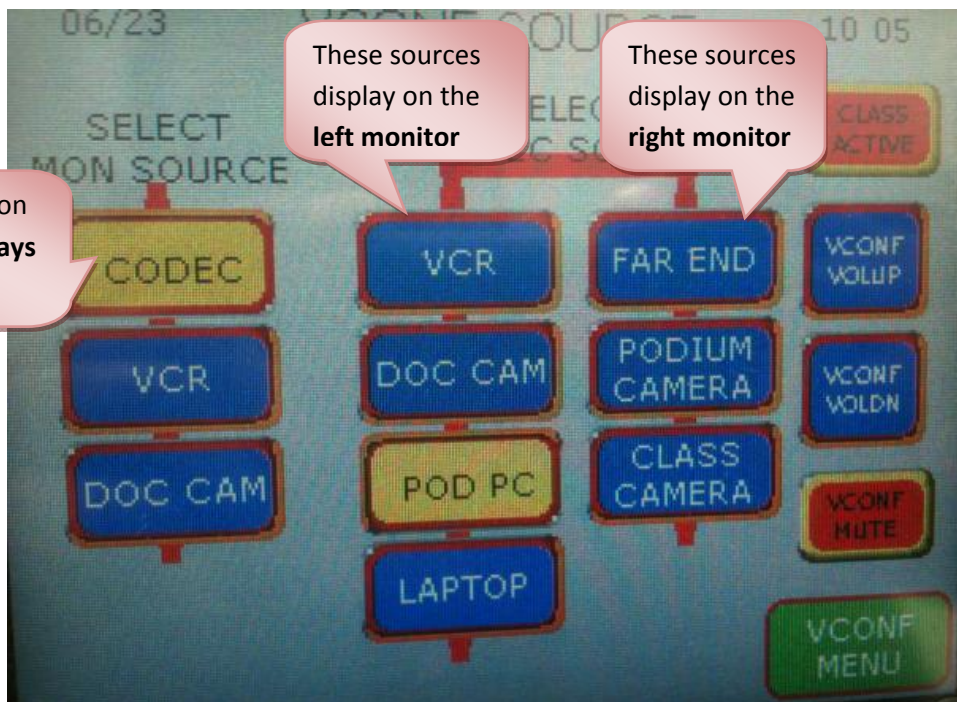 06/23
10 05
These sources
display on the
left monitor
These sources
display on the
right monitor
SELECT
MON SOURCE
CLASS
ACTIVE
on
CODEC
VCR
DOC CAM
VCR
DOC CAM
POD PC
LAPTOP
FAR END
PODIUM
CAMERA
CLASS
CAMERA
VCONF
VOLUP
VCONF
VOLDN
VCONF
MUTE
VCONF
MENU